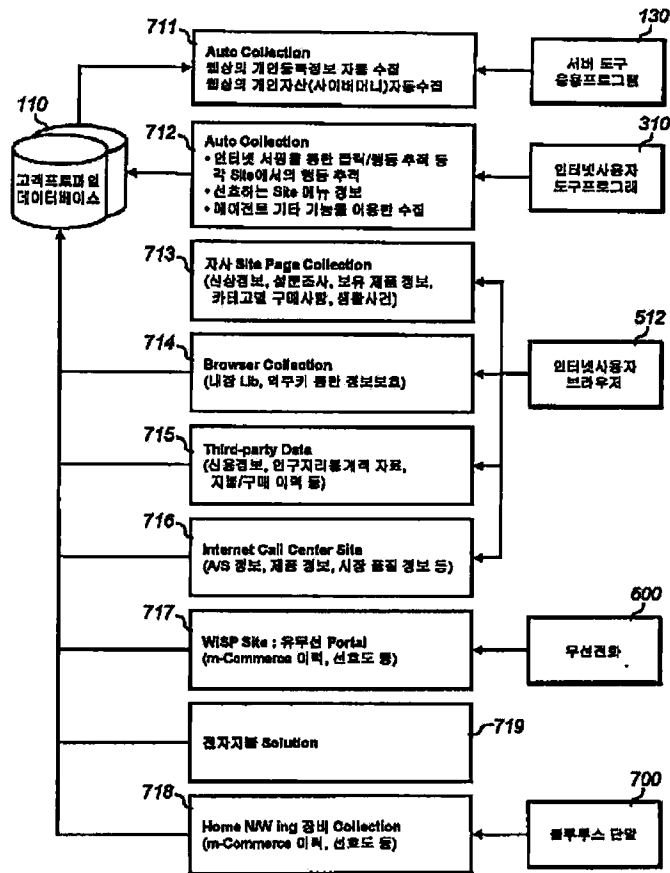 711
Auto Collection
웹상의 개인등록정보 자동 수집
웹상의 개인자산(사이버머니)자동수집
130
서버 도구
응용프로그램
110
고객프로파일
데이터베이스
712
Auto Collection
• 인터넷 서핑을 통한 클릭/행동 추적 등
각 Site에서의 행동 추적
• 선호하는 Site 메뉴 정보
• 에이전트 기타 기능를 이용한 수집
310
인터넷사용자
도구프로그래
713
자사 Site Page Collection
(신상정보, 설문조사, 보유 제품 정보,
카테고별 구매사항, 생활사건)
714
Browser Collection
(내장 Lib, 역쿠키 통한 정보보호)
512
인터넷사용자
브라우저
715
Third-party Data
(신용정보, 인구지리통계적 자료,
지불/구매 이력 등)
716
Internet Call Center Site
(A/S 정보, 제품 정보, 시장 품질 정보 등)
717
WISP Site : 유무선 Portal
(m-Commerce 이력, 선호도 등)
600
무선전화
전자지불 Solution
719
718
Home N/W ing 장비 Collection
(m-Commerce 이력, 선호도 등)
700
블루투스 단말